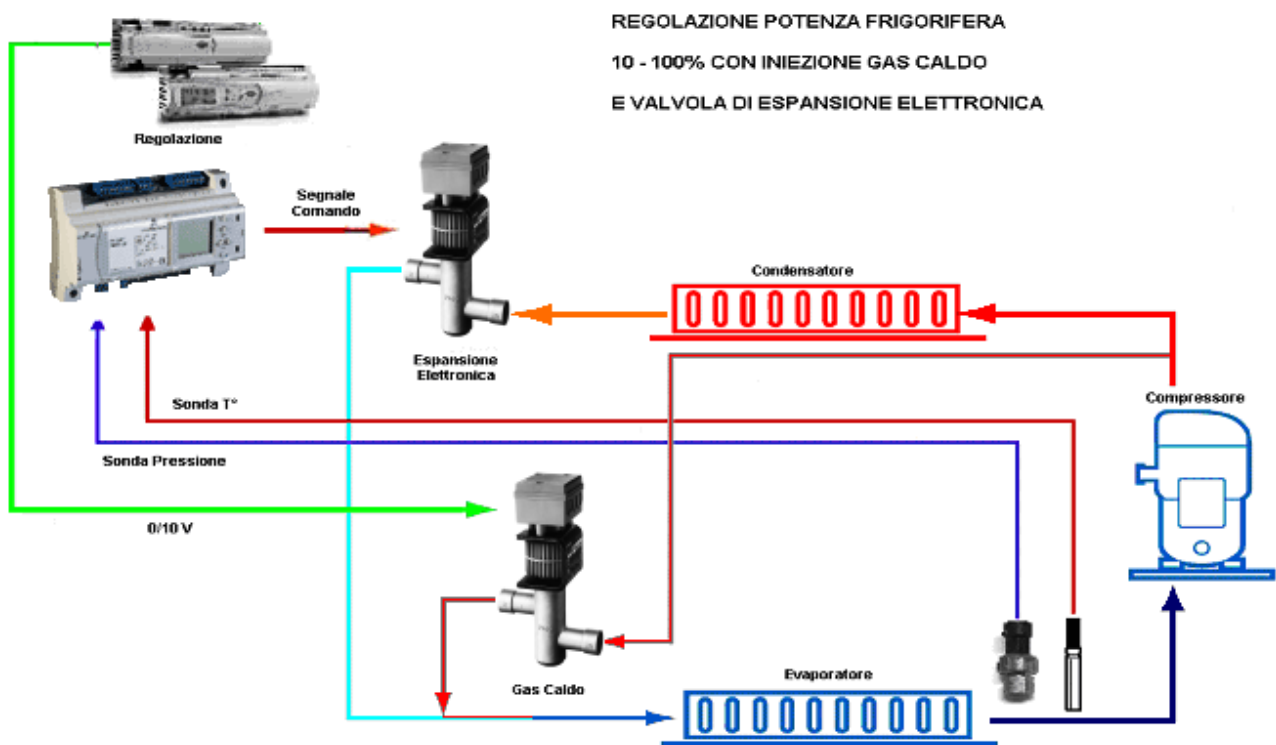 REGOLAZIONE POTENZA FRIGORIFERA
10 - 100% CON INIEZIONE GAS CALDO
E VALVOLA DI ESPANSIONE ELETTRONICA
Regolazione
Segnale
Comando
Condensatore
Espansione
Elettronica
Compressore
Sonda T°
Sonda Pressione
0/10 V
Gas Caldo
Evaporatore